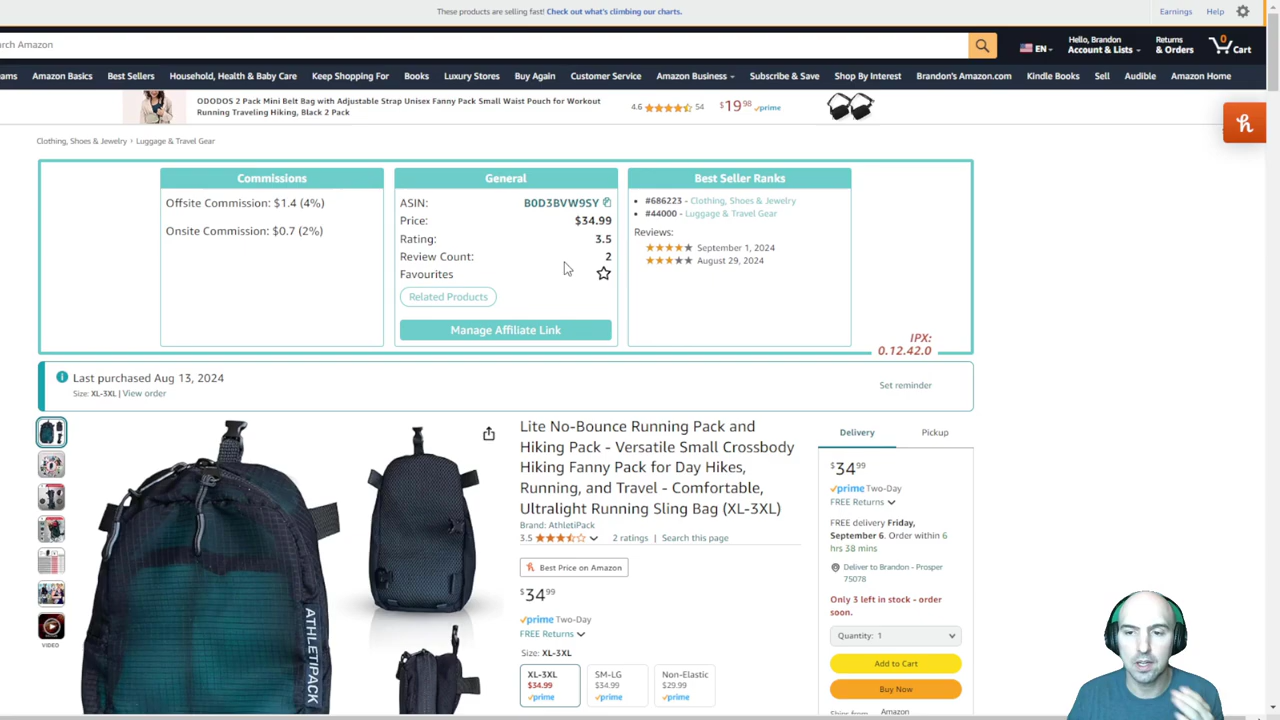 These products are selling fast! Check out what's climbing our charts.
Earnings Help
rch Amazon
EN
Hello, Brandon
Account & Lists
Returns
& Orders
0
Cart
ams Amazon Basics Best Sellers Household, Health & Baby Care Keep Shopping For Books Luxury Stores Buy Again Customer Service Amazon Business Subscribe & Save Shop By Interest Brandon's Amazon.com Kindle Books Sell Audible Amazon Home
ODODOS 2 Pack Mini Belt Bag with Adjustable Strap Unisex Fanny Pack Small Waist Pouch for Workout
Running Traveling Hiking, Black 2 Pack
4.6 54 $19.98 prime
Clothing, Shoes & Jewelry › Luggage & Travel Gear
Commissions
Offsite Commission: $1.4 (4%)
Onsite Commission: $0.7 (2%)
General
ASIN: B0D3BVW9SY
Price: $34.99
Rating: 3.5
Review Count: 2
Favourites
Related Products
Manage Affiliate Link
Best Seller Ranks
#686223 - Clothing, Shoes & Jewelry
#44000 - Luggage & Travel Gear
Reviews:
September 1, 2024
August 29, 2024
IPX:
0.12.42.0
Last purchased Aug 13, 2024
Size: XL-3XL | View order
Set reminder
VIDEO
ATHLETIPACK
Lite No-Bounce Running Pack and
Hiking Pack - Versatile Small Crossbody
Hiking Fanny Pack for Day Hikes,
Running, and Travel - Comfortable,
Ultralight Running Sling Bag (XL-3XL)
Brand: AthletiPack
3.5 2 ratings | Search this page
Best Price on Amazon
$3499
prime Two-Day
FREE Returns
Size: XL-3XL
XL-3XL
$34.99
prime
SM-LG
$34.99
prime
Non-Elastic
$29.99
prime
Delivery Pickup
$3499
prime Two-Day
FREE Returns
FREE delivery Friday,
September 6. Order within 6
hrs 38 mins
Deliver to Brandon - Prosper
75078
Only 3 left in stock - order
soon.
Quantity: 1
Add to Cart
Buy Now
Ships from Amazon